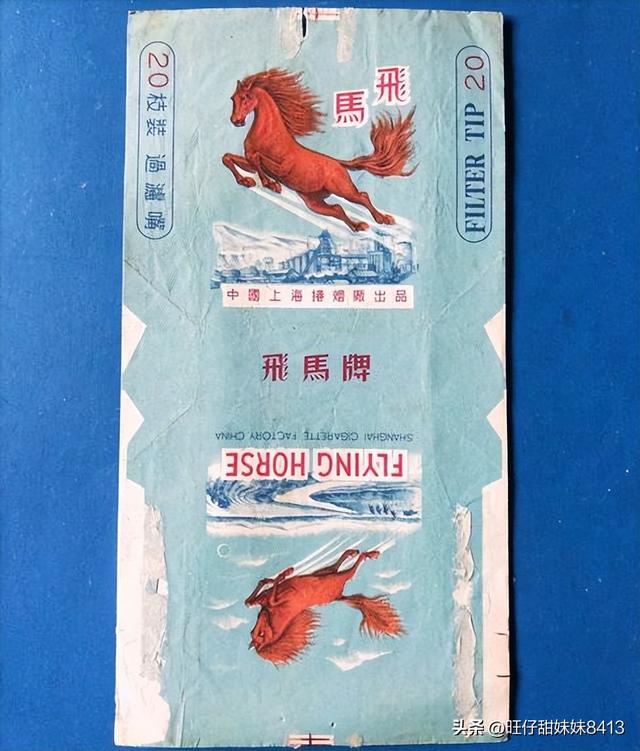 20枝裝 過濾嘴
飛馬
FILTER TIP 20
中國上海捲煙廠出品
飛馬牌
FLYING HORSE
SHANGHAI CIGARETTE FACTORY CHINA
头条 @旺仔甜妹妹8413